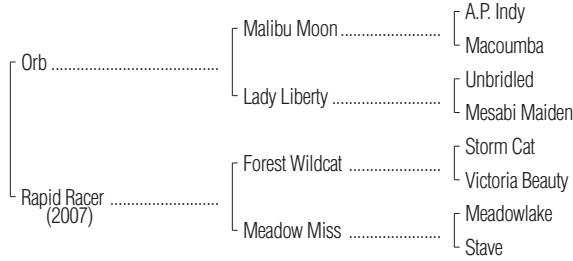 A.P. Indy
Malibu Moon
Macoumba
Orb
Unbridled
Lady Liberty
Mesabi Maiden
Storm Cat
Forest Wildcat
Victoria Beauty
Rapid Racer
(2007)
Meadowlake
Meadow Miss
Stave